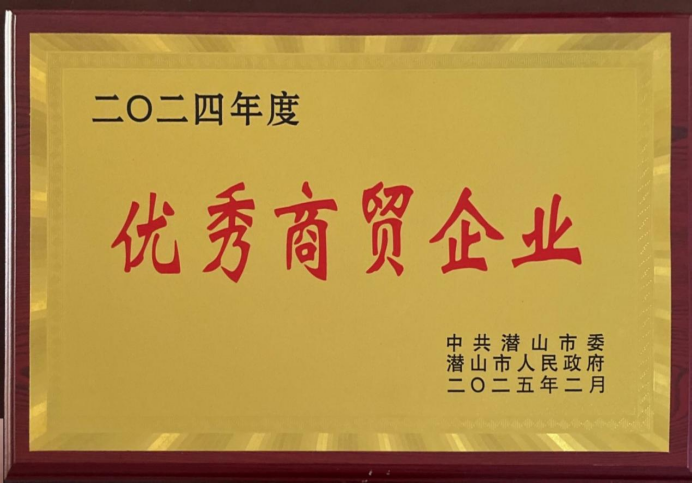 二〇二四年度
优秀商贸企业
中共潜山市委
潜山市人民政府
二〇二五年二月